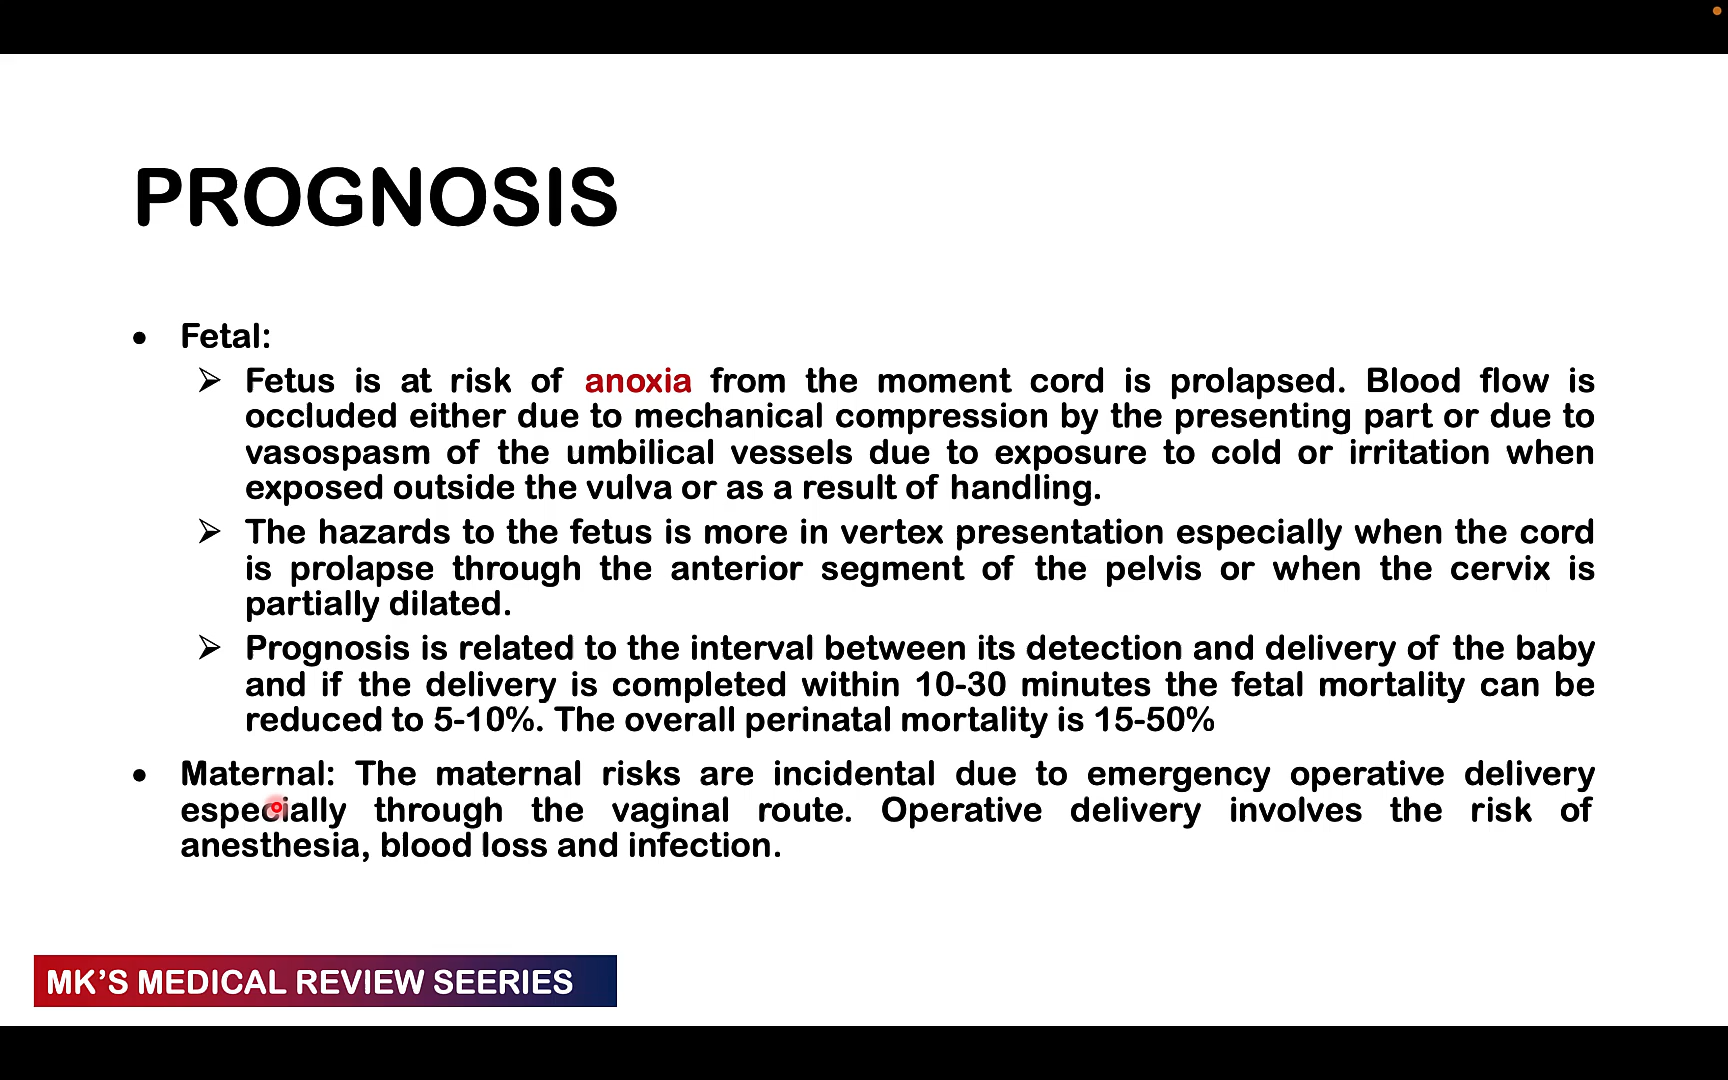 PROGNOSIS
• Fetal:
➢ Fetus is at risk of anoxia from the moment cord is prolapsed. Blood flow is
occluded either due to mechanical compression by the presenting part or due to
vasospasm of the umbilical vessels due to exposure to cold or irritation when
exposed outside the vulva or as a result of handling.
➢ The hazards to the fetus is more in vertex presentation especially when the cord
is prolapse through the anterior segment of the pelvis or when the cervix is
partially dilated.
➢ Prognosis is related to the interval between its detection and delivery of the baby
and if the delivery is completed within 10-30 minutes the fetal mortality can be
reduced to 5-10%. The overall perinatal mortality is 15-50%
• Maternal: The maternal risks are incidental due to emergency operative delivery
especially through the vaginal route. Operative delivery involves the risk of
anesthesia, blood loss and infection.
MK’S MEDICAL REVIEW SEERIES